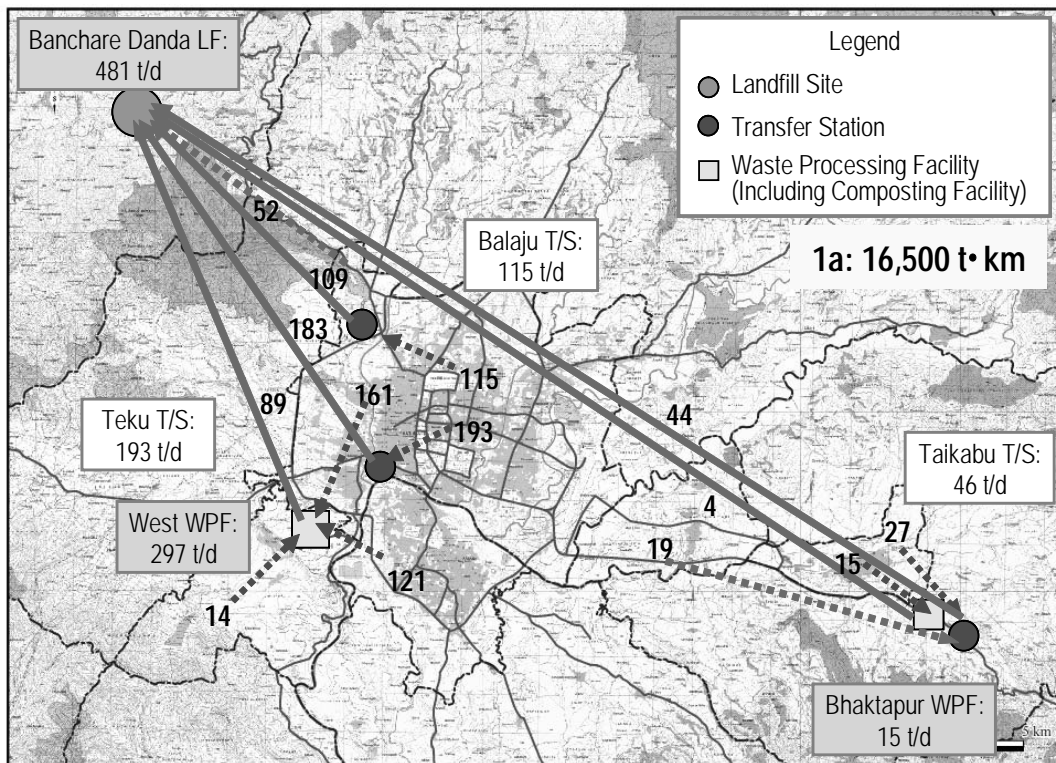 Banchare Danda LF:
481 t/d
Legend
Landfill Site
Transfer Station
Waste Processing Facility
(Including Composting Facility)
1a: 16,500 t• km
Balaju T/S:
115 t/d
52
109
183
161
115
89
193
44
Teku T/S:
193 t/d
Taikabu T/S:
46 t/d
West WPF:
297 t/d
4
27
19
15
121
14
Bhaktapur WPF:
15 t/d
5 km